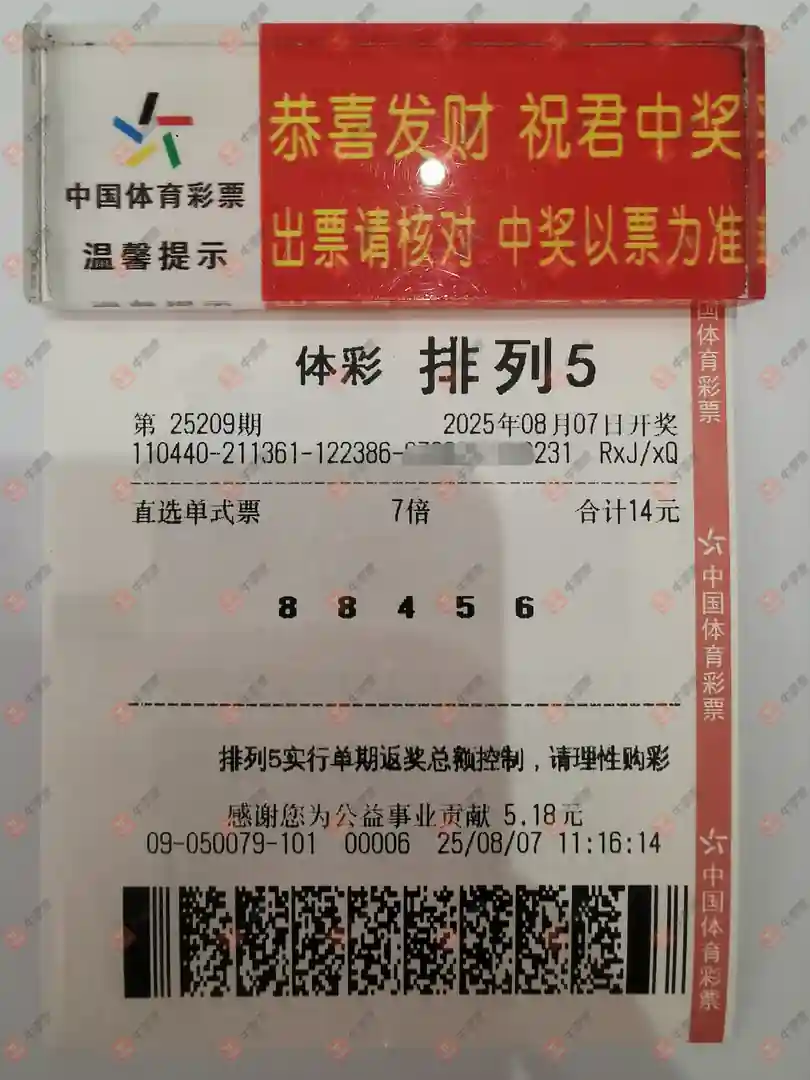 恭喜发财 祝君中奖
中国体育彩票
温馨提示
出票请核对 中奖以票为准
体彩 排列5
第 25209期 2025年08月07日开奖
110440-211361-122386- 231 RxJ/xQ
直选单式票 7倍 合计14元
8 8 4 5 6
排列5实行单期返奖总额控制，请理性购彩
感谢您为公益事业贡献 5.18元
09-050079-101 00006 25/08/07 11:16:14
国体育彩票
中国体育彩票
中国体育彩票